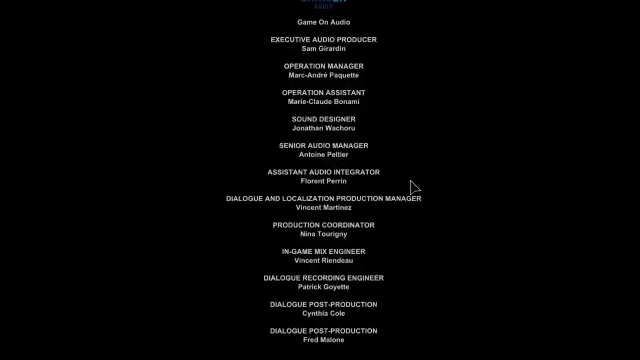 AUDIO
Game On Audio
EXECUTIVE AUDIO PRODUCER
Sam Girardin
OPERATION MANAGER
Marc-André Paquette
OPERATION ASSISTANT
Marie-Claude Bonami
SOUND DESIGNER
Jonathan Wachoru
SENIOR AUDIO MANAGER
Antoine Peltier
ASSISTANT AUDIO INTEGRATOR
Florent Perrin
DIALOGUE AND LOCALIZATION PRODUCTION MANAGER
Vincent Martinez
PRODUCTION COORDINATOR
Nina Tourigny
IN-GAME MIX ENGINEER
Vincent Riendeau
DIALOGUE RECORDING ENGINEER
Patrick Goyette
DIALOGUE POST-PRODUCTION
Cynthia Cole
DIALOGUE POST-PRODUCTION
Fred Malone